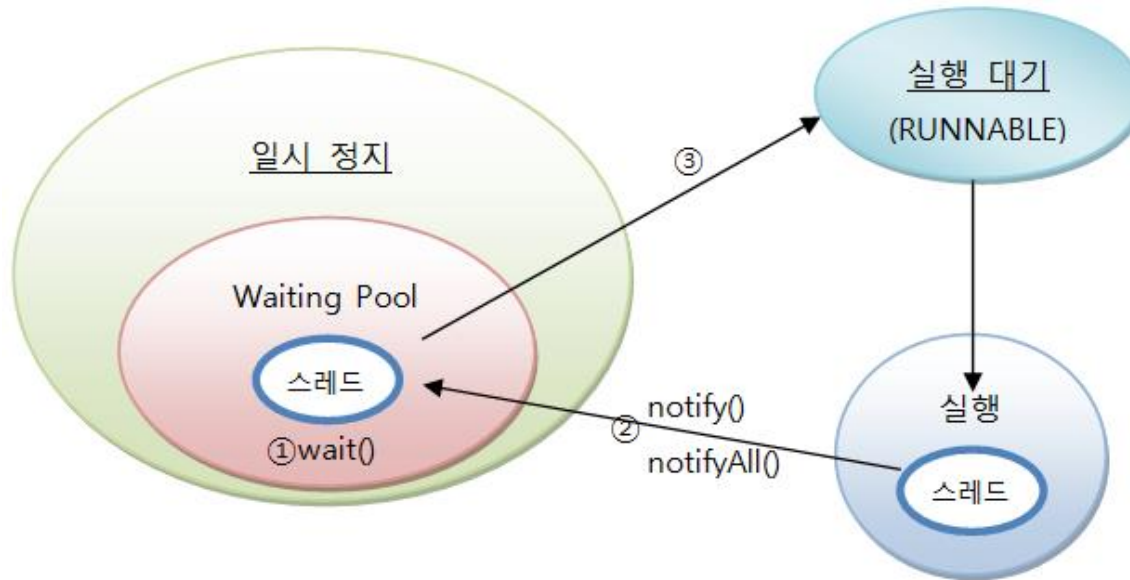 일시 정지
Waiting Pool
스레드
①wait()
③
실행 대기
(RUNNABLE)
notify()
②
notifyAll()
실행
스레드